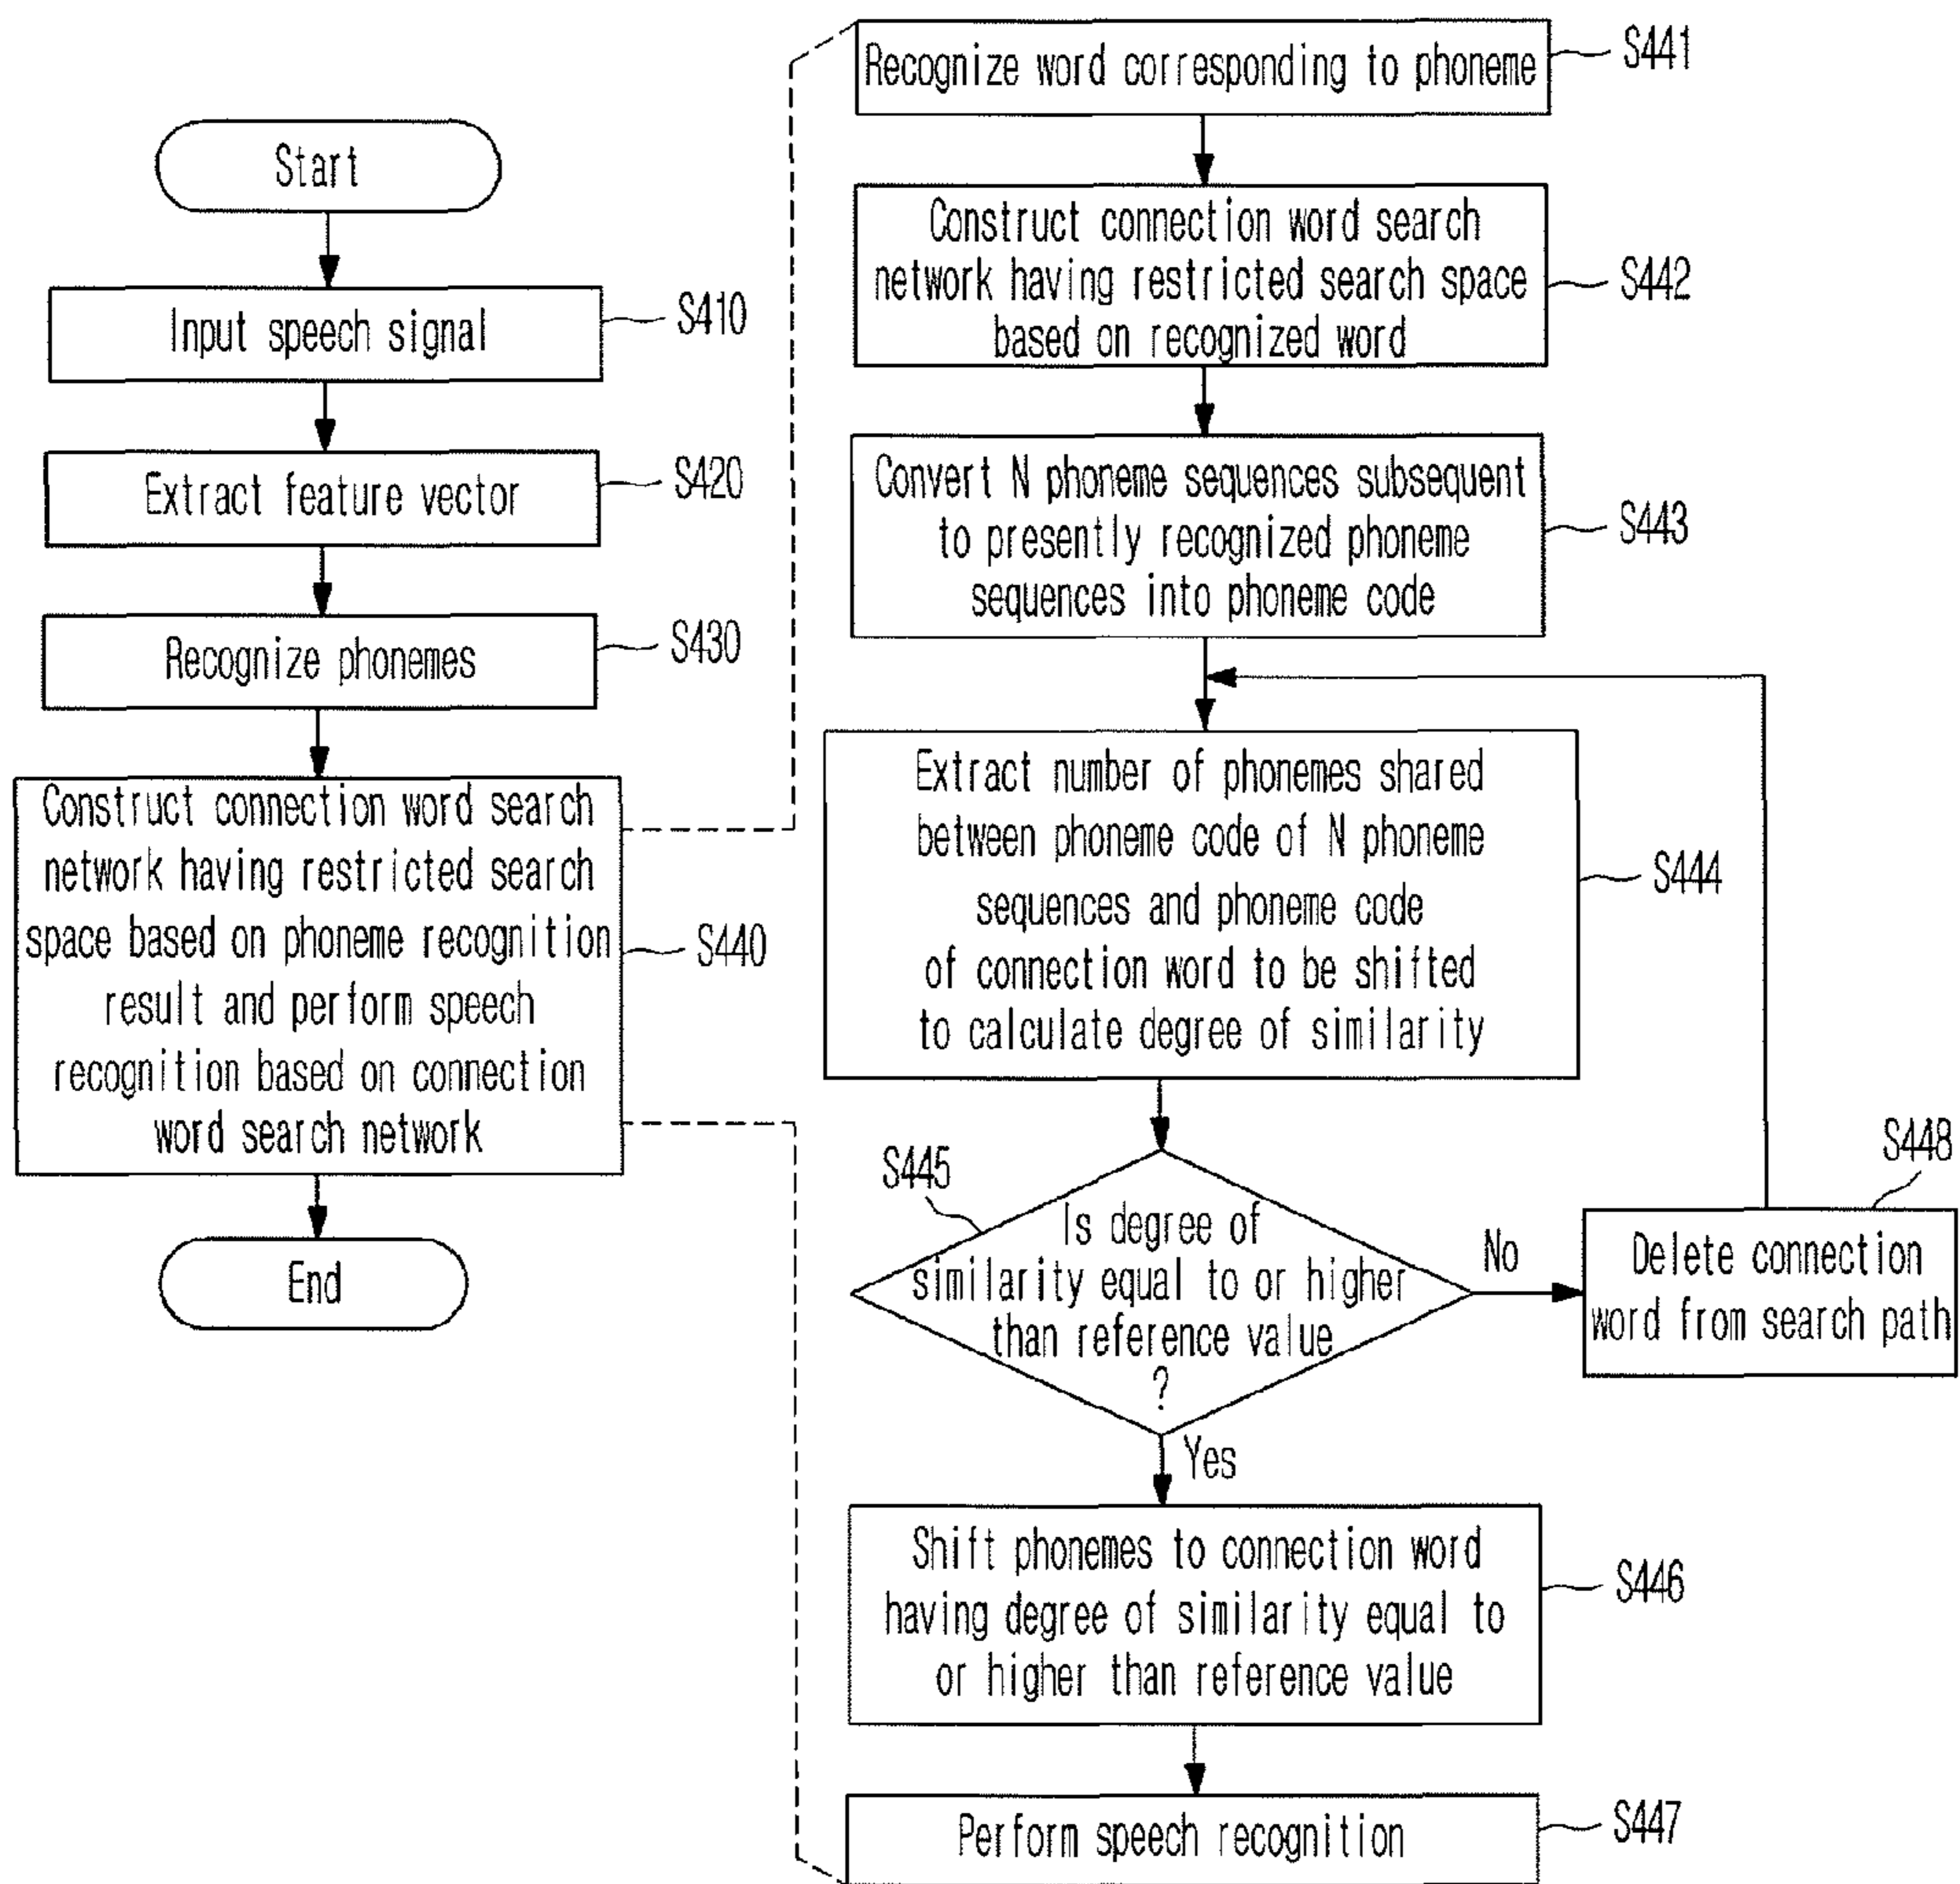 Start
Input speech signal
S410
Extract feature vector
S420
Recognize phonemes
S430
Construct connection word search
network having restricted search
space based on phoneme recognition
result and perform speech
recognition based on connection
word search network
S440
End
Recognize word corresponding to phoneme
S441
Construct connection word search
network having restricted search space
based on recognized word
S442
Convert N phoneme sequences subsequent
to presently recognized phoneme
sequences into phoneme code
S443
Extract number of phonemes shared
between phoneme code of N phoneme
sequences and phoneme code
of connection word to be shifted
to calculate degree of similarity
S444
S445
Is degree of
similarity equal to or higher
than reference value
?
No
S448
Delete connection
word from search path
Yes
Shift phonemes to connection word
having degree of similarity equal to
or higher than reference value
S446
Perform speech recognition
S447